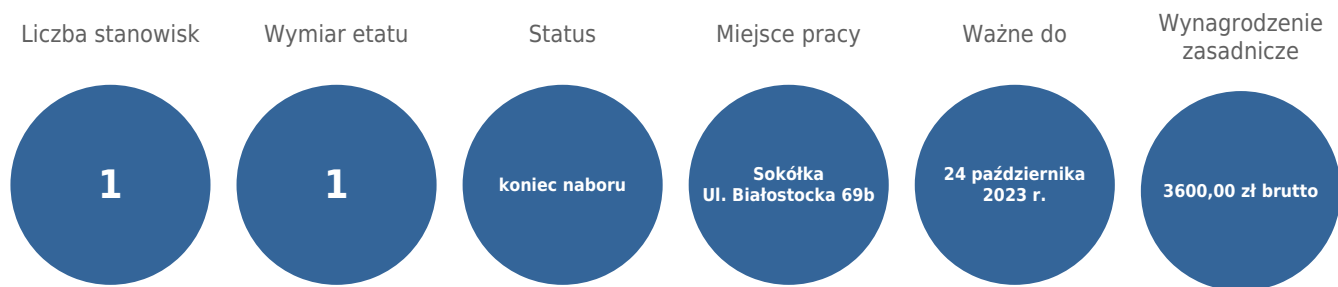 Liczba stanowisk
1
Wymiar etatu
1
Status
koniec naboru
Miejsce pracy
Sokółka
Ul. Białostocka 69b
Ważne do
24 października
2023 r.
Wynagrodzenie
zasadnicze
3600,00 zł brutto